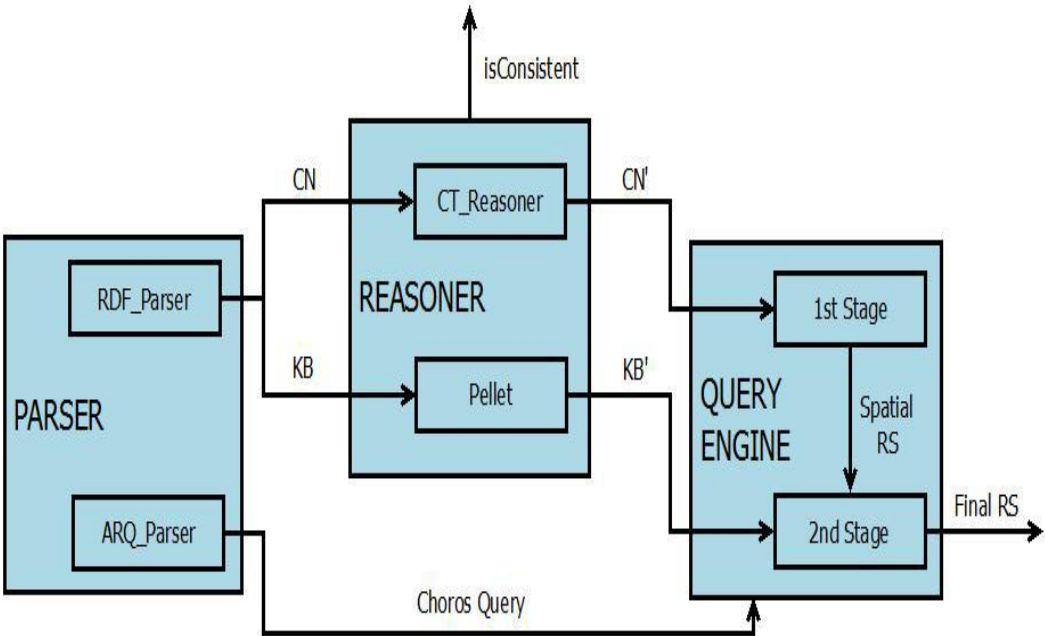 isConsistent
CN
CT_Reasoner
CN'
RDF_Parser
REASONER
1st Stage
KB
Pellet
KB'
PARSER
QUERY
ENGINE
Spatial
RS
ARQ_Parser
2nd Stage
Final RS
Choros Query